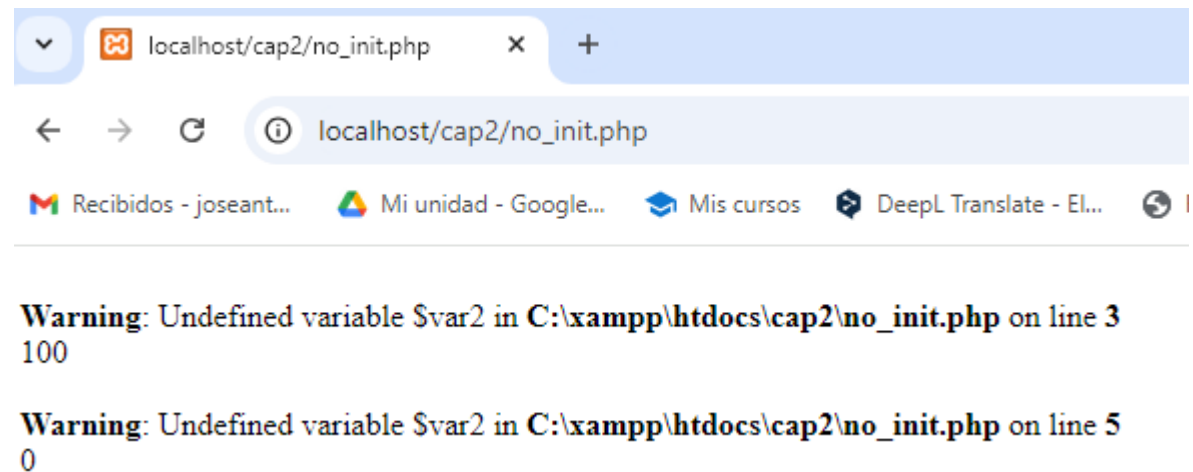 localhost/cap2/no_init.php
localhost/cap2/no_init.php
Recibidos - joseant... Mi unidad - Google... Mis cursos DeepL Translate - El...
Warning: Undefined variable $var2 in C:\xampp\htdocs\cap2\no_init.php on line 3
100
Warning: Undefined variable $var2 in C:\xampp\htdocs\cap2\no_init.php on line 5
0